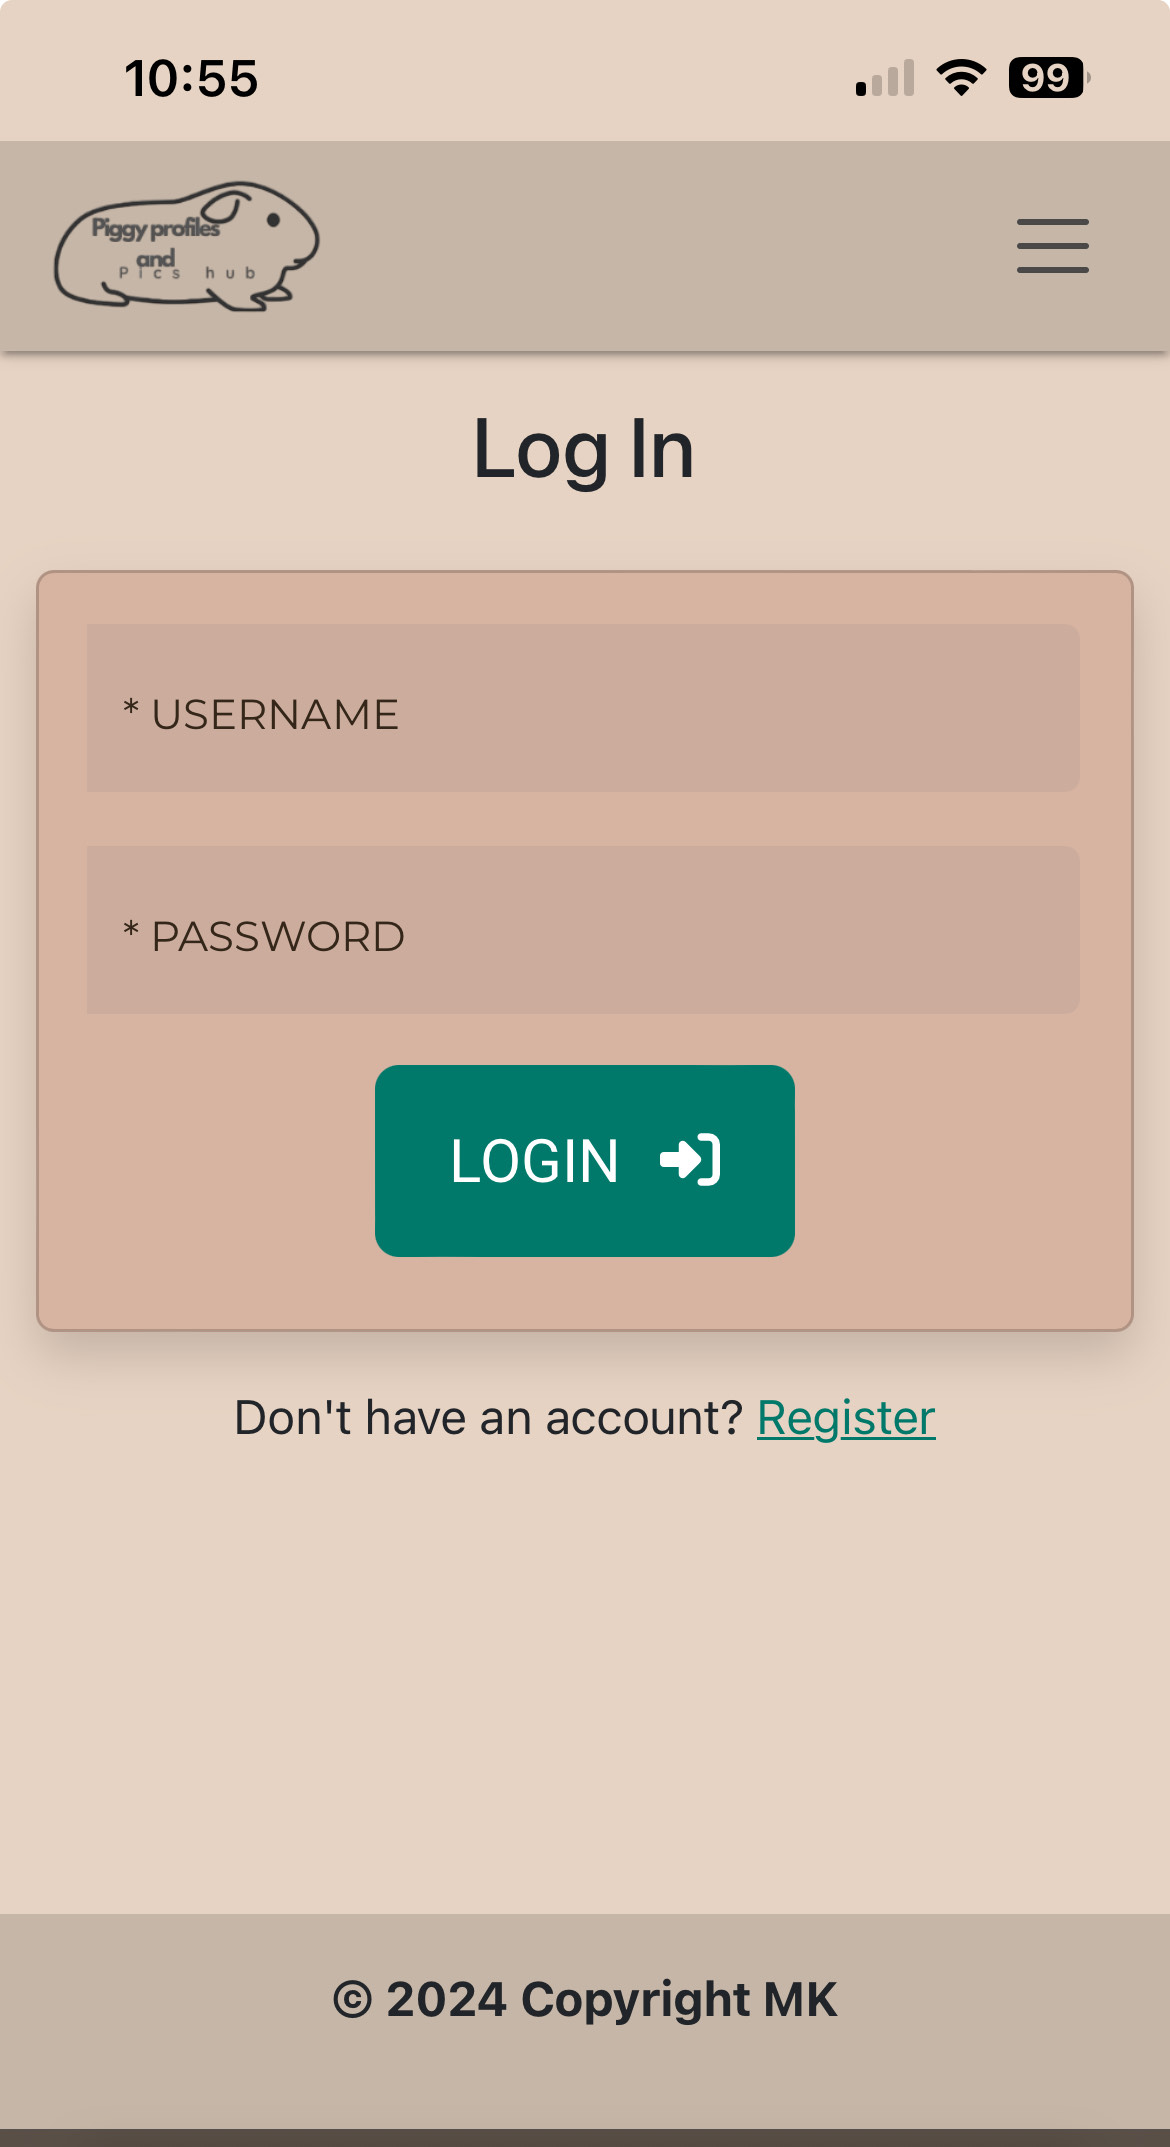 10:55
99
Piggy profiles
and
Pics hub
Log In
* USERNAME
* PASSWORD
LOGIN
Don't have an account? Register
© 2024 Copyright MK